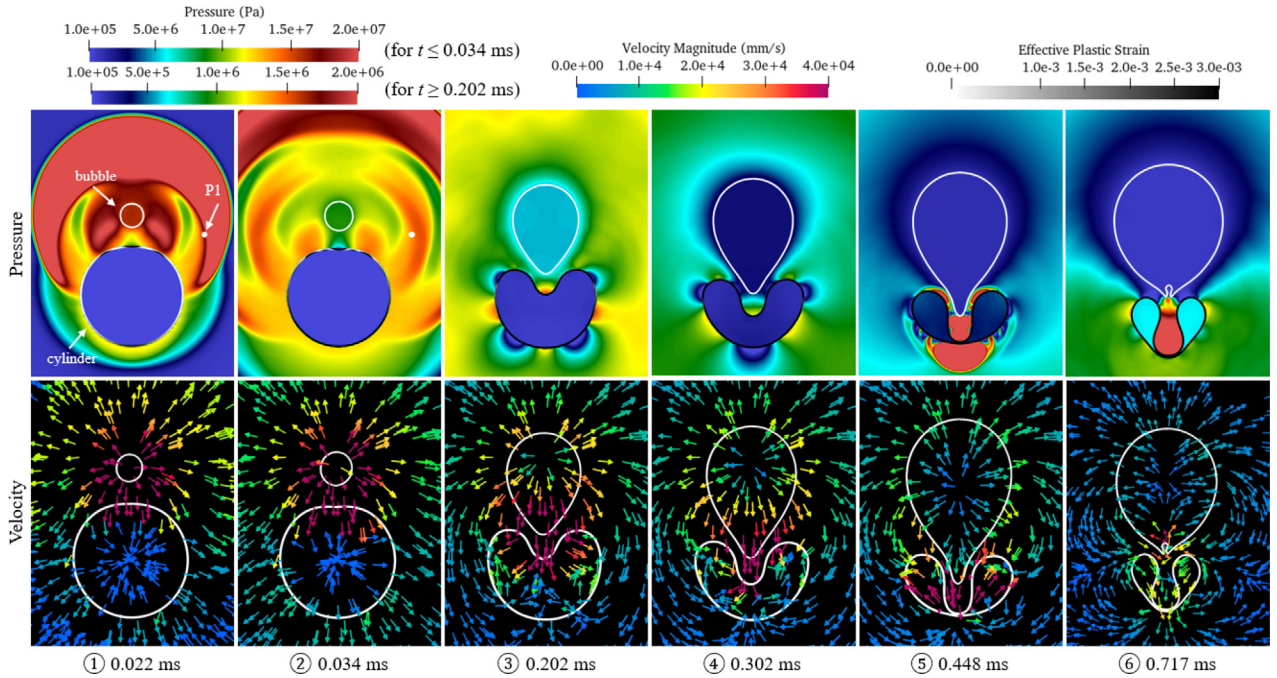 Pressure (Pa)
1.0e+05 5.0e+6 1.0e+7 1.5e+7 2.0e+07
(for t ≤ 0.034 ms)
1.0e+05 5.0e+5 1.0e+6 1.5e+6 2.0e+06
(for t ≥ 0.202 ms)
Velocity Magnitude (mm/s)
0.0e+00 1.0e+4 2.0e+4 3.0e+4 4.0e+04
Effective Plastic Strain
0.0e+00 1.0e-3 1.5e-3 2.0e-3 2.5e-3 3.0e-03
Pressure
bubble
P1
cylinder
Velocity
① 0.022 ms
② 0.034 ms
③ 0.202 ms
④ 0.302 ms
⑤ 0.448 ms
⑥ 0.717 ms